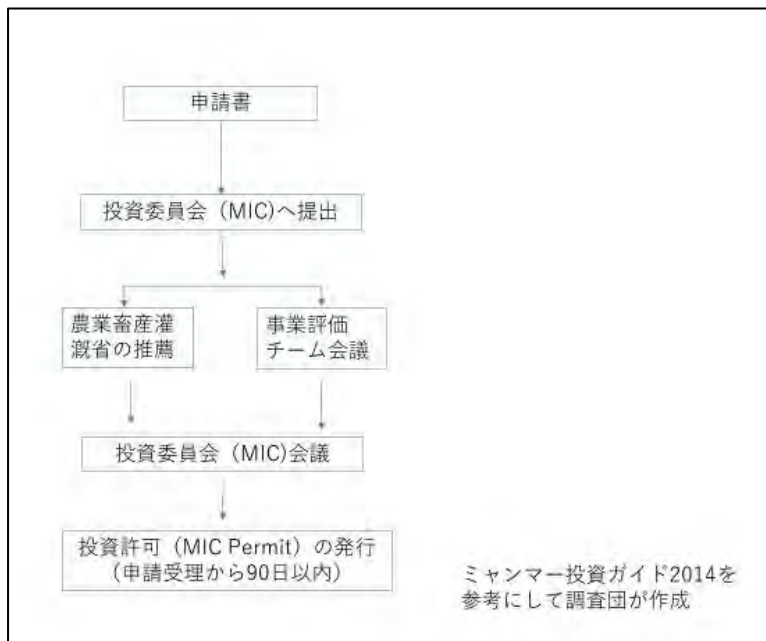 申請書
投資委員会（MIC)へ提出
農業畜産灌
漑省の推薦
事業評価
チーム会議
投資委員会（MIC)会議
投資許可（MIC Permit）の発行
（申請受理から90日以内）
ミャンマー投資ガイド2014を
参考にして調査団が作成